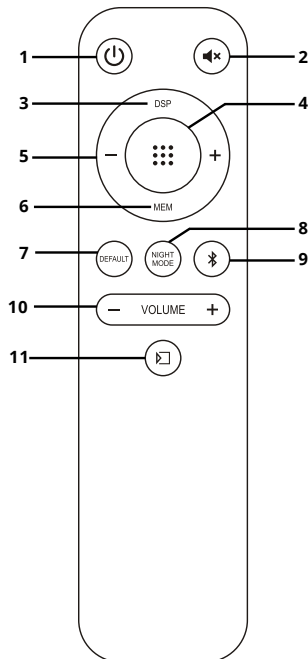 1
2
3 DSP 4
5 − +
6 MEM
7 DEFAULT NIGHT MODE 8
9
10 − VOLUME +
11